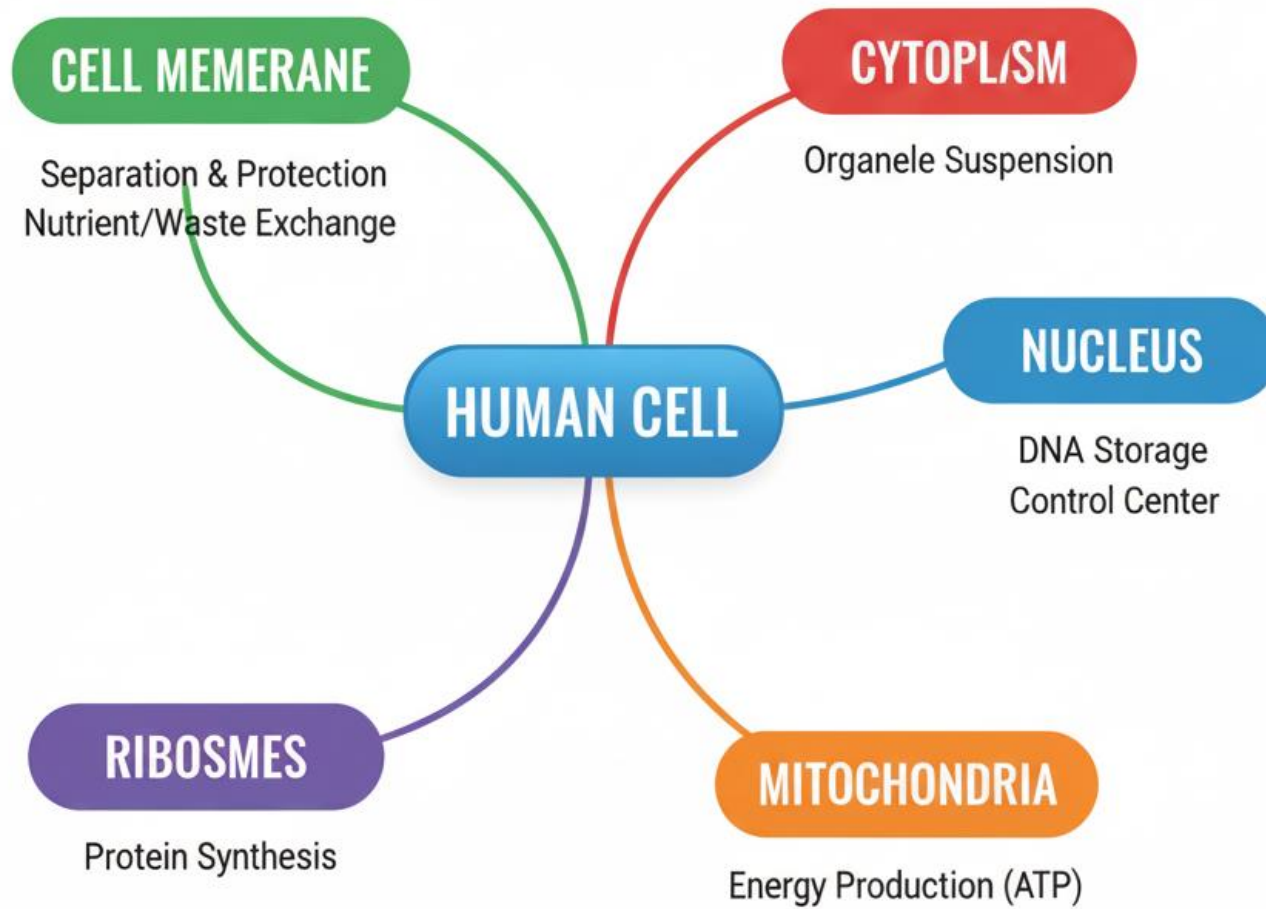 CELL MEMERANE
Separation & Protection
Nutrient/Waste Exchange
CYTOPL/SM
Organele Suspension
HUMAN CELL
NUCLEUS
DNA Storage
Control Center
RIBOSMES
Protein Synthesis
MITOCHONDRIA
Energy Production (ATP)